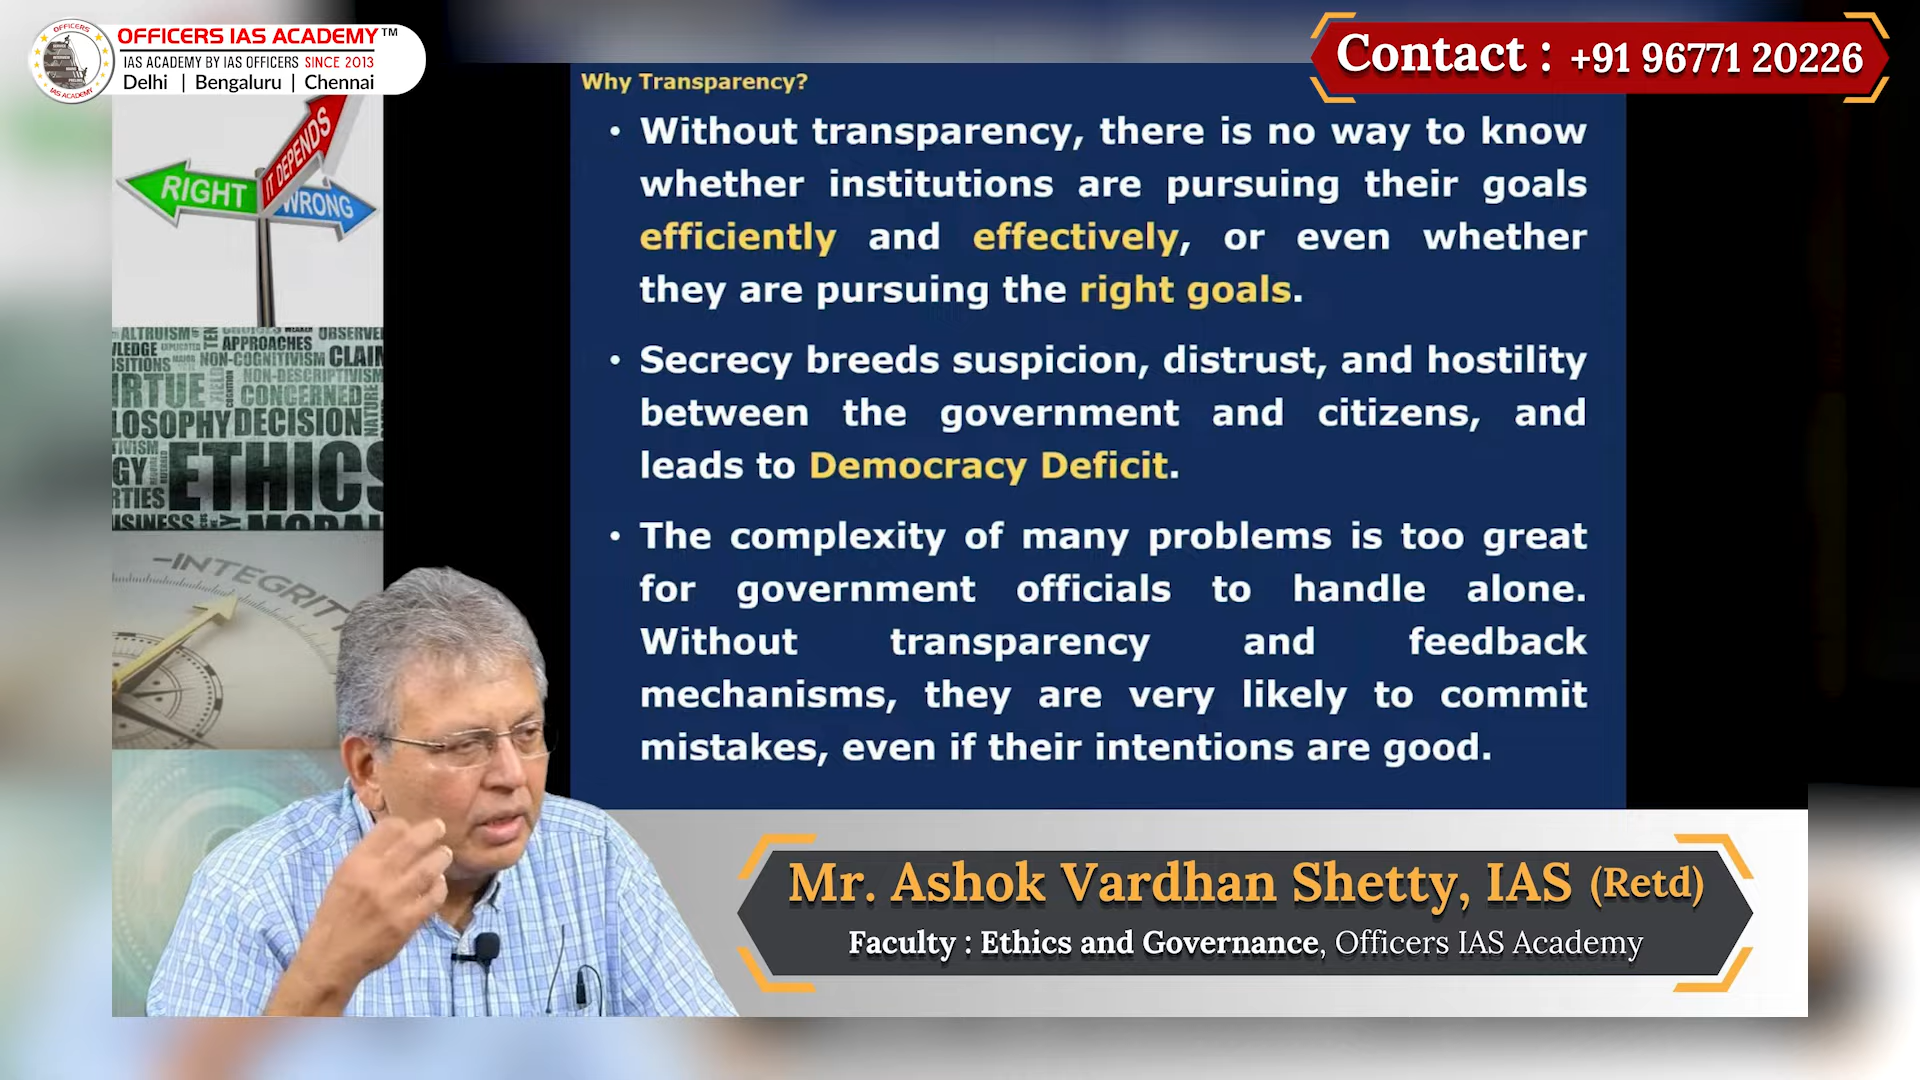 OFFICERS IAS ACADEMY™
IAS ACADEMY BY IAS OFFICERS SINCE 2013
Delhi | Bengaluru | Chennai
OFFICERS
IAS ACADEMY
Contact : +91 96771 20226
RIGHT
IT DEPENDS
WRONG
Why Transparency?
• Without transparency, there is no way to know
whether institutions are pursuing their goals
efficiently and effectively, or even whether
they are pursuing the right goals.
• Secrecy breeds suspicion, distrust, and hostility
between the government and citizens, and
leads to Democracy Deficit.
• The complexity of many problems is too great
for government officials to handle alone.
Without transparency and feedback
mechanisms, they are very likely to commit
mistakes, even if their intentions are good.
ALTRUISM
APPROACHES
NON-COGNITIVISM CLAIM
NON-DESCRIPTIVISM
CONCERNED
DECISION
ETHICS
INTEGRITY
Mr. Ashok Vardhan Shetty, IAS (Retd)
Faculty : Ethics and Governance, Officers IAS Academy